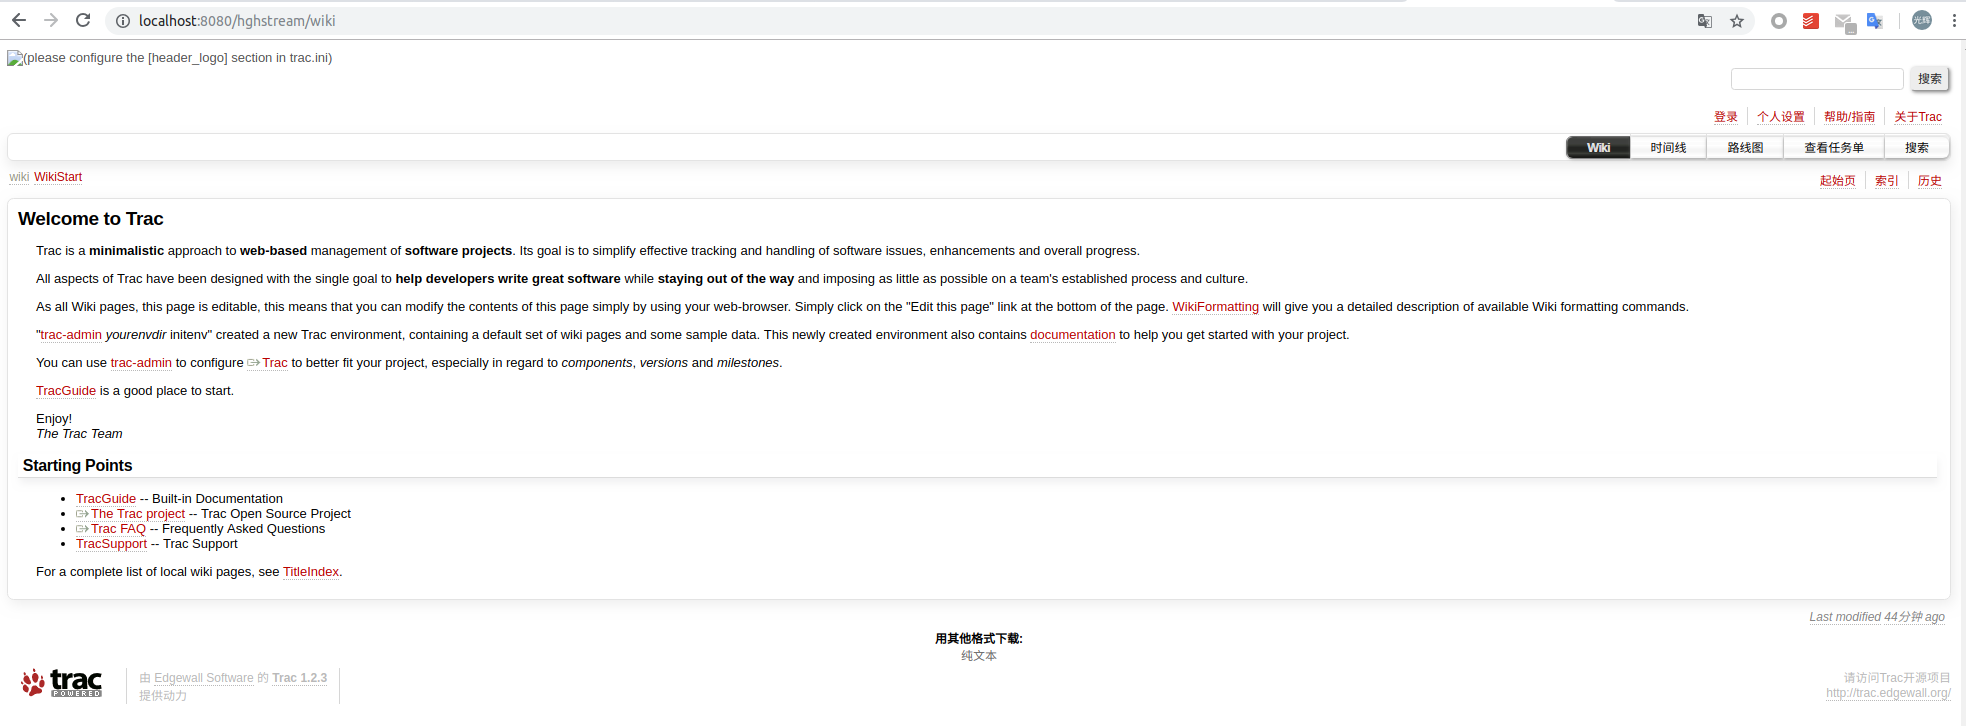 localhost:8080/hghstream/wiki
光辉
(please configure the [header_logo] section in trac.ini)
搜索
登录 个人设置 帮助/指南 关于Trac
Wiki 时间线 路线图 查看任务单 搜索
wiki WikiStart
起始页 索引 历史
Welcome to Trac
Trac is a minimalistic approach to web-based management of software projects. Its goal is to simplify effective tracking and handling of software issues, enhancements and overall progress.
All aspects of Trac have been designed with the single goal to help developers write great software while staying out of the way and imposing as little as possible on a team's established process and culture.
As all Wiki pages, this page is editable, this means that you can modify the contents of this page simply by using your web-browser. Simply click on the "Edit this page" link at the bottom of the page. WikiFormatting will give you a detailed description of available Wiki formatting commands.
"trac-admin yourenvdir initenv" created a new Trac environment, containing a default set of wiki pages and some sample data. This newly created environment also contains documentation to help you get started with your project.
You can use trac-admin to configure Trac to better fit your project, especially in regard to components, versions and milestones.
TracGuide is a good place to start.
Enjoy!
The Trac Team
Starting Points
• TracGuide -- Built-in Documentation
• The Trac project -- Trac Open Source Project
• Trac FAQ -- Frequently Asked Questions
• TracSupport -- Trac Support
For a complete list of local wiki pages, see TitleIndex.
Last modified 44分钟 ago
用其他格式下载:
纯文本
trac
POWERED
由 Edgewall Software 的 Trac 1.2.3
提供动力
请访问Trac开源项目
http://trac.edgewall.org/